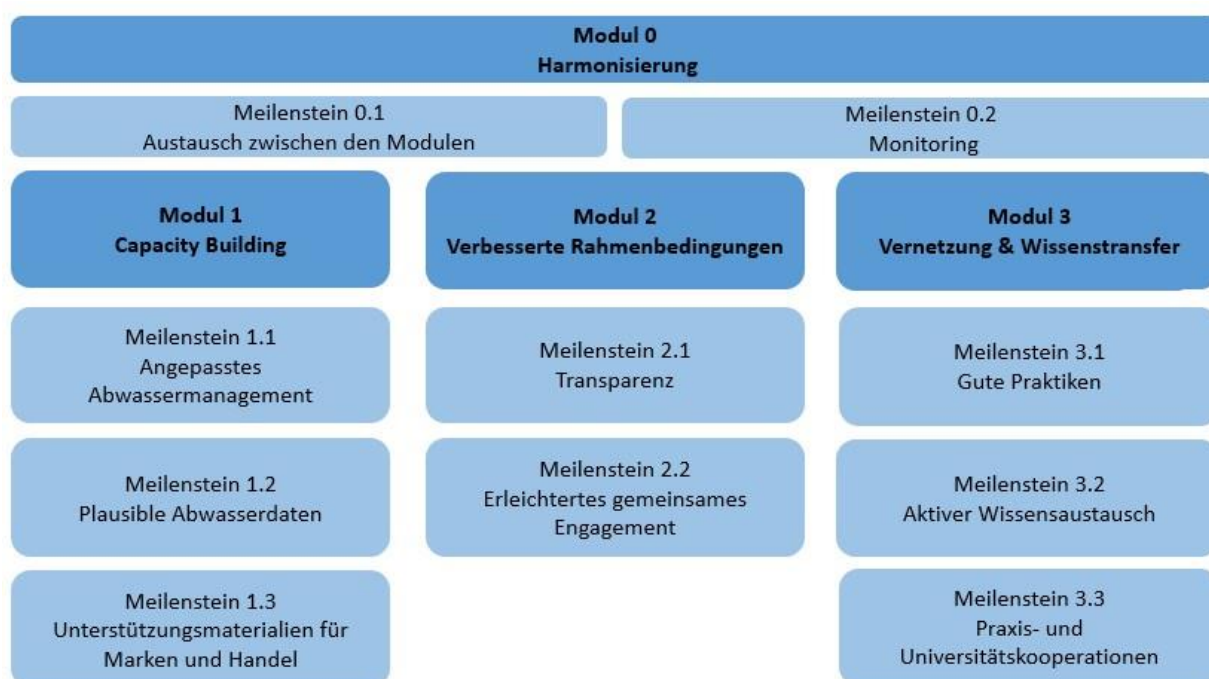 Modul 0
Harmonisierung
Meilenstein 0.1
Austausch zwischen den Modulen
Meilenstein 0.2
Monitoring
Modul 1
Capacity Building
Modul 2
Verbesserte Rahmenbedingungen
Modul 3
Vernetzung & Wissenstransfer
Meilenstein 1.1
Angepasstes
Abwassermanagement
Meilenstein 2.1
Transparenz
Meilenstein 3.1
Gute Praktiken
Meilenstein 1.2
Plausible Abwasserdaten
Meilenstein 2.2
Erleichtertes gemeinsames
Engagement
Meilenstein 3.2
Aktiver Wissensaustausch
Meilenstein 1.3
Unterstützungsmaterialien für
Marken und Handel
Meilenstein 3.3
Praxis- und
Universitätskooperationen